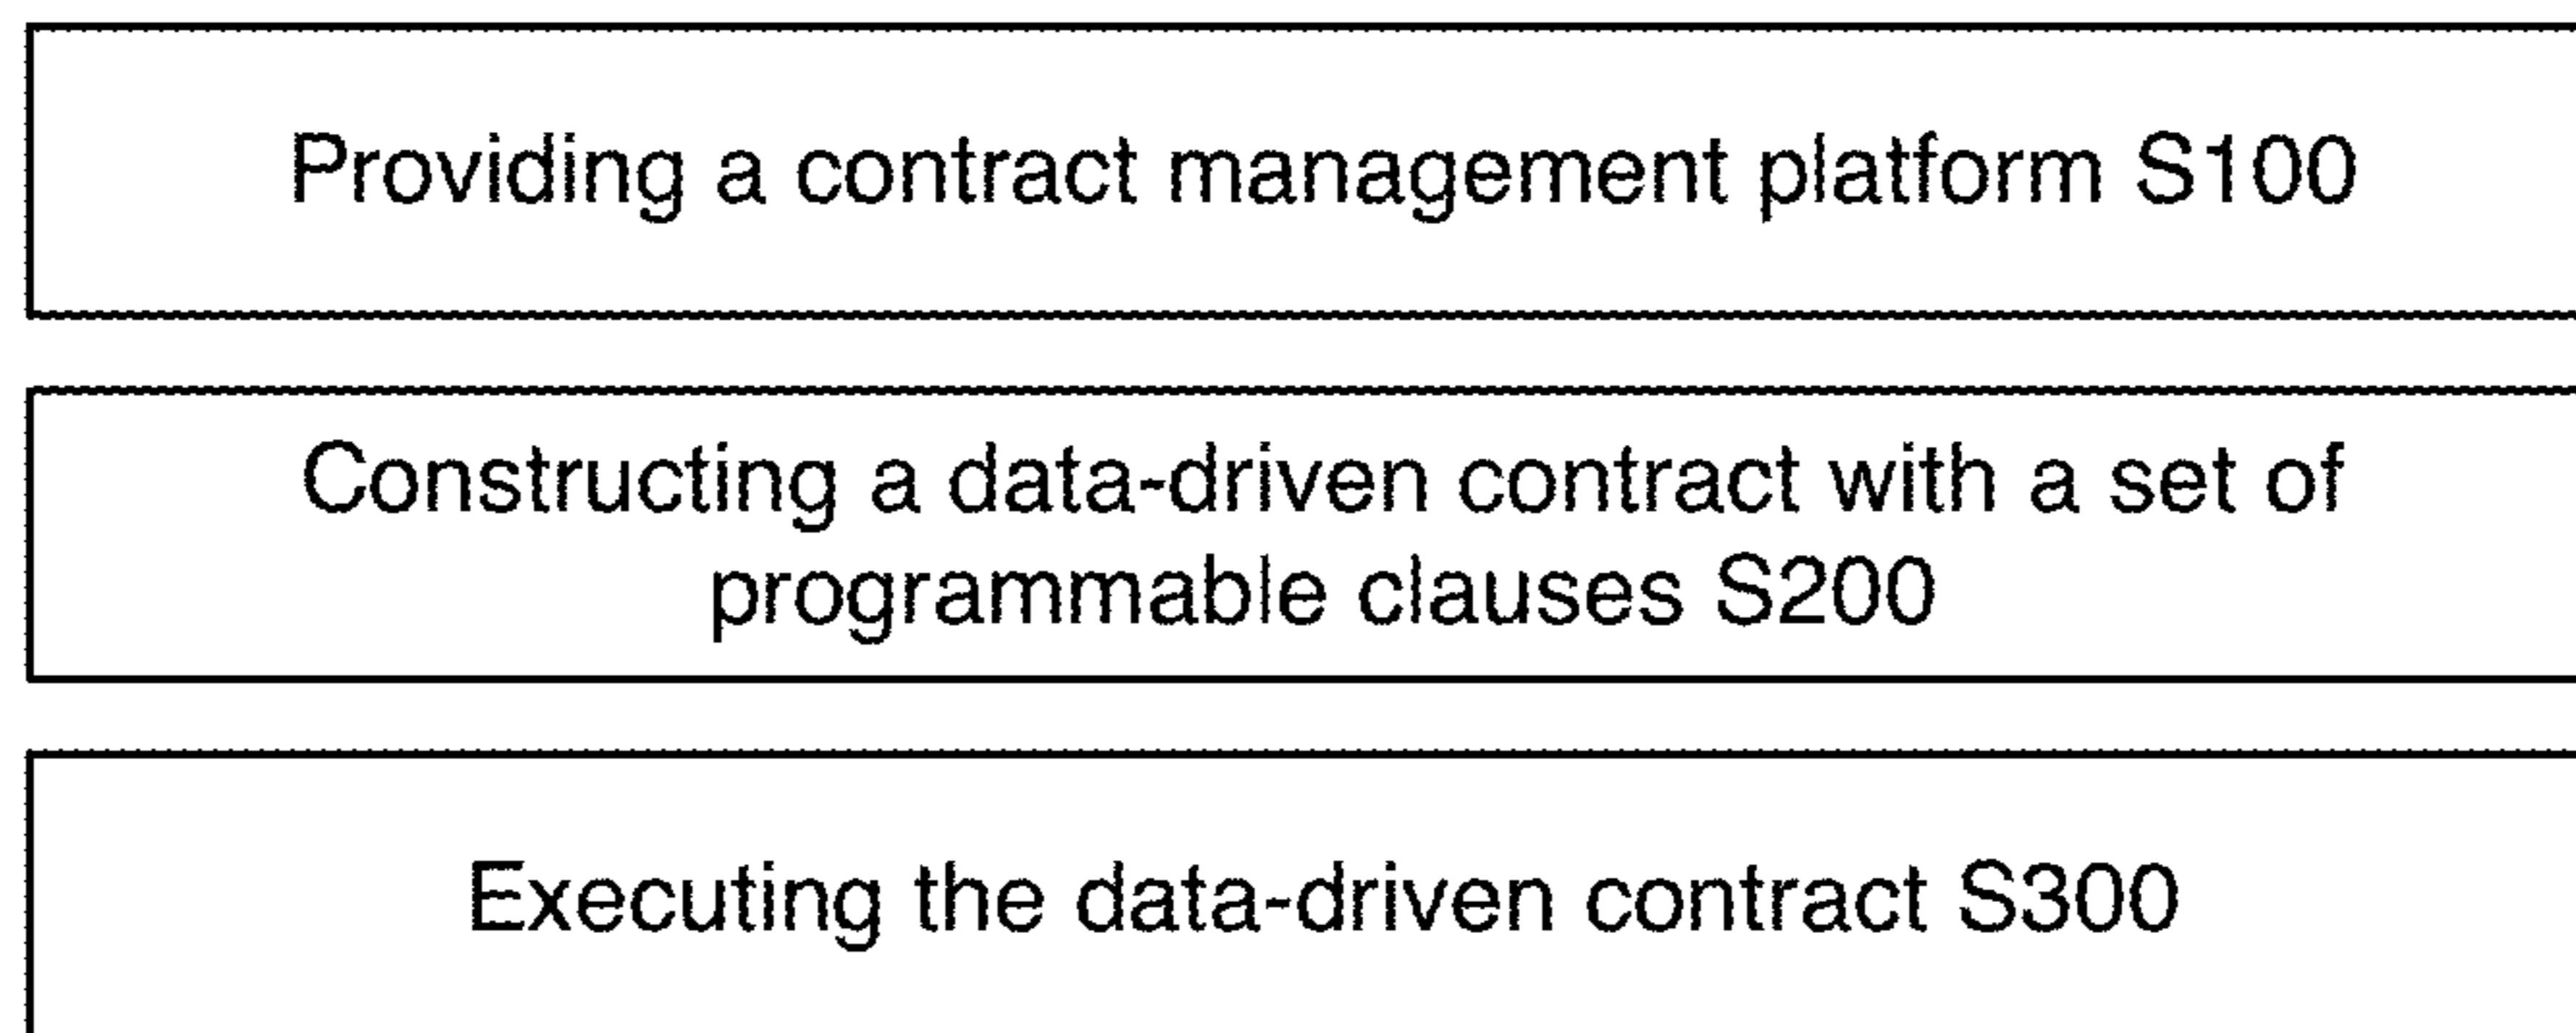 Providing a contract management platform S100
Constructing a data-driven contract with a set of
programmable clauses S200
Executing the data-driven contract S300